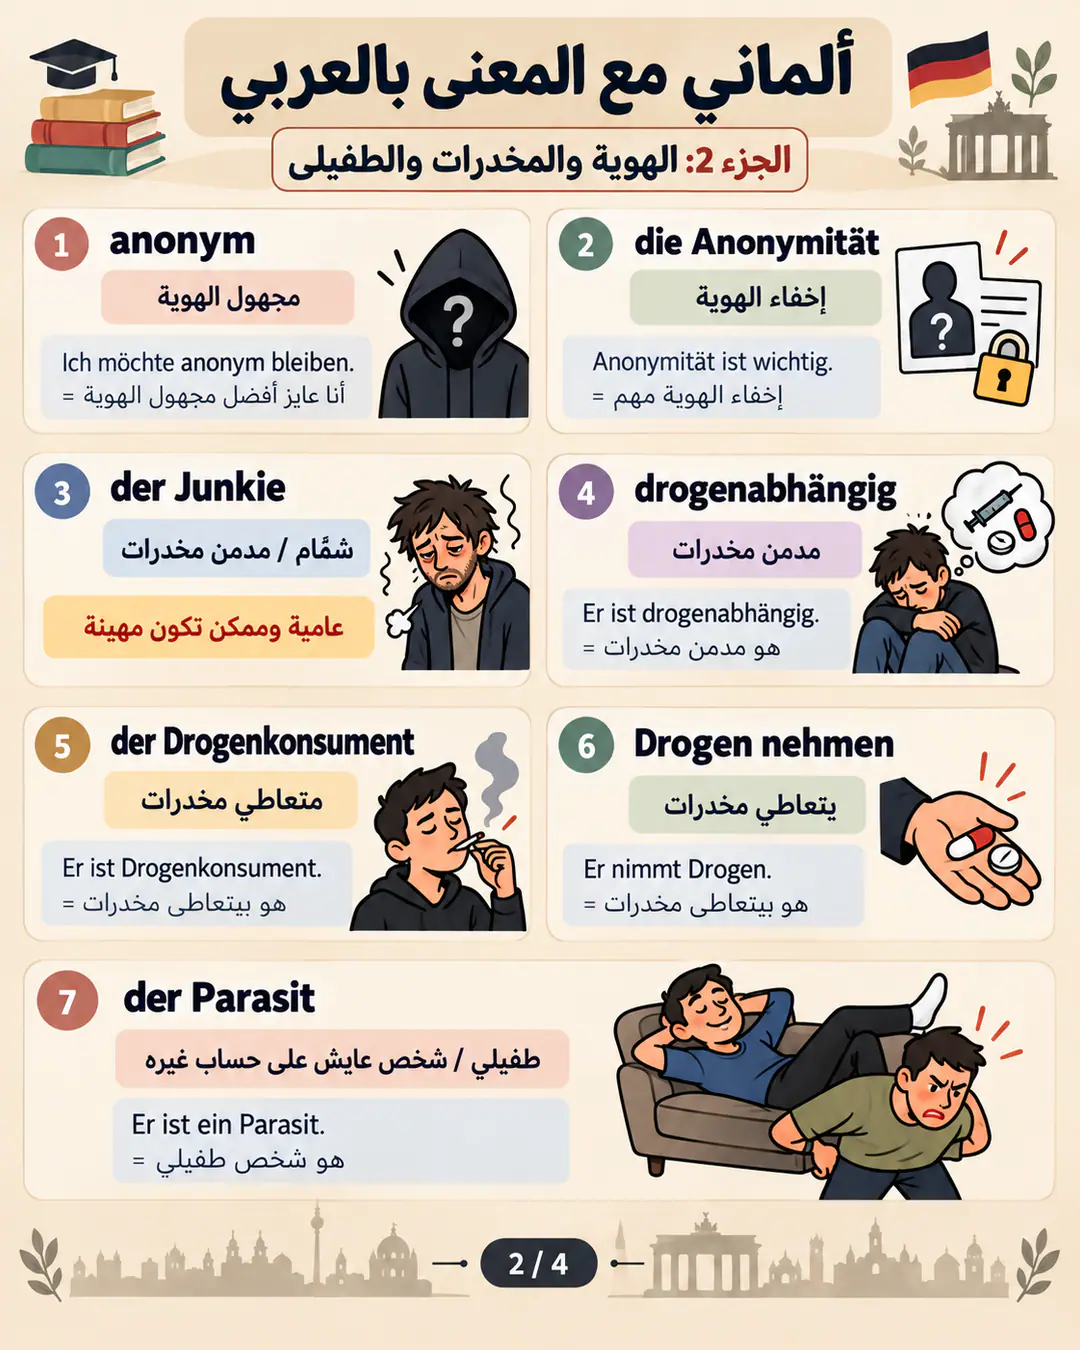 ألماني مع المعنى بالعربي
الجزء 2: الهوية والمخدرات والطفيلى
1
anonym
مجهول الهوية
Ich möchte anonym bleiben.
= أنا عايز أفضل مجهول الهوية
?
2
die Anonymität
إخفاء الهوية
Anonymität ist wichtig.
= إخفاء الهوية مهم
?
3
der Junkie
شمَّام / مدمن مخدرات
عامية وممكن تكون مهينة
4
drogenabhängig
مدمن مخدرات
Er ist drogenabhängig.
= هو مدمن مخدرات
5
der Drogenkonsument
متعاطي مخدرات
Er ist Drogenkonsument.
= هو بيتعاطى مخدرات
6
Drogen nehmen
يتعاطي مخدرات
Er nimmt Drogen.
= هو بيتعاطى مخدرات
7
der Parasit
طفيلي / شخص عايش على حساب غيره
Er ist ein Parasit.
= هو شخص طفيلي
2 / 4